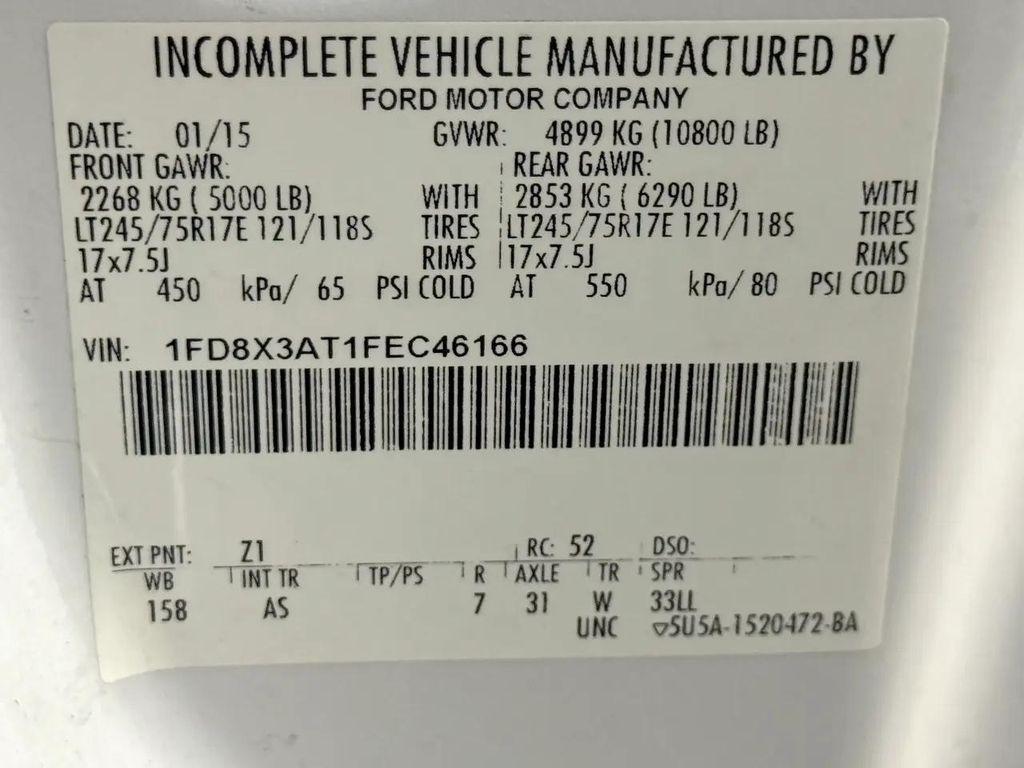 INCOMPLETE VEHICLE MANUFACTURED BY
FORD MOTOR COMPANY
DATE: 01/15 GVWR: 4899 KG (10800 LB)
FRONT GAWR: REAR GAWR:
2268 KG ( 5000 LB) WITH 2853 KG ( 6290 LB) WITH
LT245/75R17E 121/118S TIRES LT245/75R17E 121/118S TIRES
17x7.5J RIMS 17x7.5J RIMS
AT 450 kPa/ 65 PSI COLD AT 550 kPa/ 80 PSI COLD
VIN: 1FD8X3AT1FEC46166
EXT PNT: Z1 RC: 52 DSO:
WB INT TR TP/PS R AXLE TR SPR
158 AS 7 31 W 33LL
UNC ▽5U5A-1520472-BA